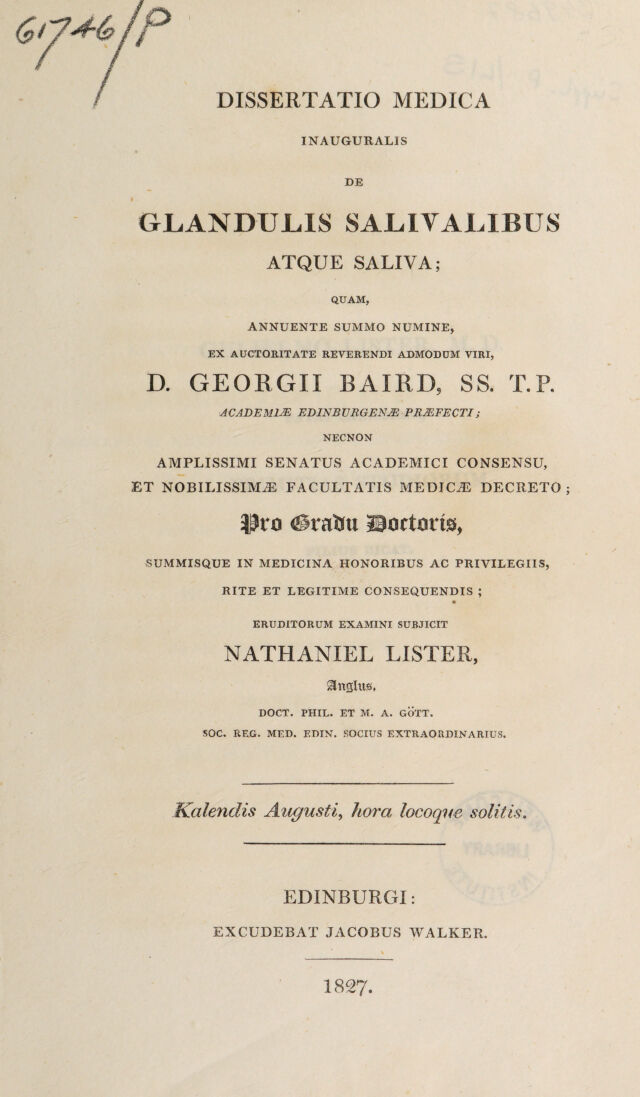 61746/P
DISSERTATIO MEDICA
INAUGURALIS
DE
GLANDULIS SALIVALIBUS
ATQUE SALIVA;
QUAM,
ANNUENTE SUMMO NUMINE,
EX AUCTORITATE REVERENDI ADMODUM VIRI,
D. GEORGII BAIRD, SS. T.P.
ACADEMIÆ EDINBURGENÆ PRÆFECTI;
NECNON
AMPLISSIMI SENATUS ACADEMICI CONSENSU,
ET NOBILISSIMÆ FACULTATIS MEDICÆ DECRETO;
Pro Gradu Doctoris,
SUMMISQUE IN MEDICINA HONORIBUS AC PRIVILEGIIS,
RITE ET LEGITIME CONSEQUENDIS;
ERUDITORUM EXAMINI SUBJICIT
NATHANIEL LISTER,
Anglus,
DOCT. PHIL. ET M. A. GÖTT.
SOC. REG. MED. EDIN. SOCIUS EXTRAORDINARIUS.
Kalendis Augusti, hora locoque solitis.
EDINBURGI:
EXCUDEBAT JACOBUS WALKER.
1827.